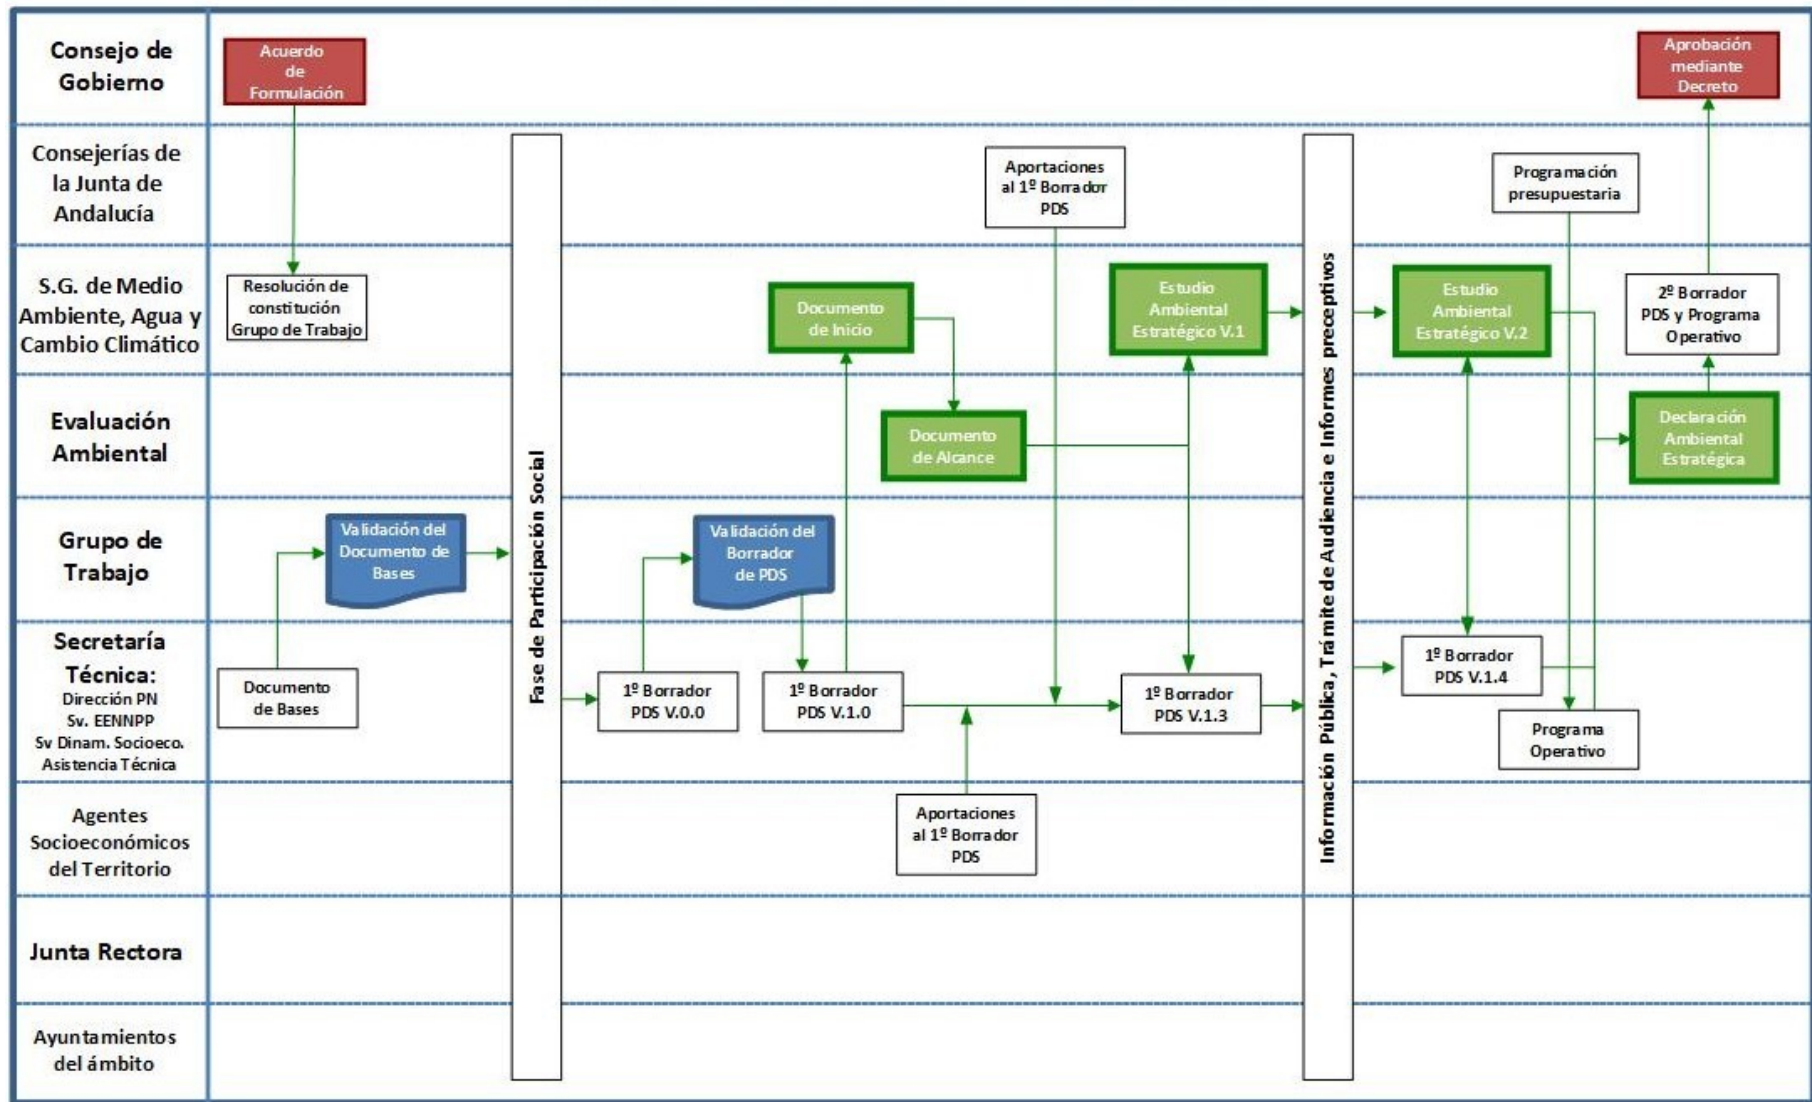 Consejo de
Gobierno
Acuerdo
de
Formulación
Aprobación
mediante
Decreto
Consejerías de
la Junta de
Andalucía
Aportaciones
al 1º Borrador
PDS
Programación
presupuestaria
S.G. de Medio
Ambiente, Agua y
Cambio Climático
Resolución de
constitución
Grupo de Trabajo
Documento
de Inicio
Estudio
Ambiental
Estratégico V.1
Estudio
Ambiental
Estratégico V.2
2º Borrador
PDS y Programa
Operativo
Evaluación
Ambiental
Documento
de Alcance
Declaración
Ambiental
Estratégica
Grupo de
Trabajo
Validación del
Documento de
Bases
Fase de Participación Social
Validación del
Borrador
de PDS
Información Pública, Trámite de Audiencia e Informes preceptivos
Secretaría
Técnica:
Dirección PN
Sv. EENNPP
Sv Dinam. Socioeco.
Asistencia Técnica
Documento
de Bases
1º Borrador
PDS V.0.0
1º Borrador
PDS V.1.0
1º Borrador
PDS V.1.3
1º Borrador
PDS V.1.4
Programa
Operativo
Agentes
Socioeconómicos
del Territorio
Aportaciones
al 1º Borrador
PDS
Junta Rectora
Ayuntamientos
del ámbito